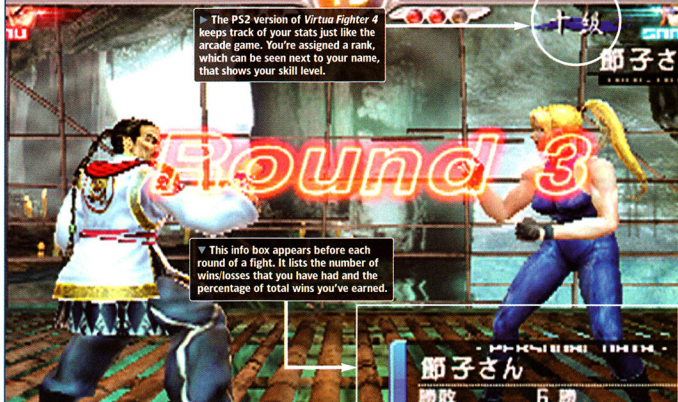 ▶ The PS2 version of Virtua Fighter 4
keeps track of your stats just like the
arcade game. You're assigned a rank,
which can be seen next to your name,
that shows your skill level.
十級
節子さ
Round 3
▼ This info box appears before each
round of a fight. It lists the number of
wins/losses that you have had and the
percentage of total wins you've earned.
- PERSONAL DATA -
節子さん
勝敗 6 勝